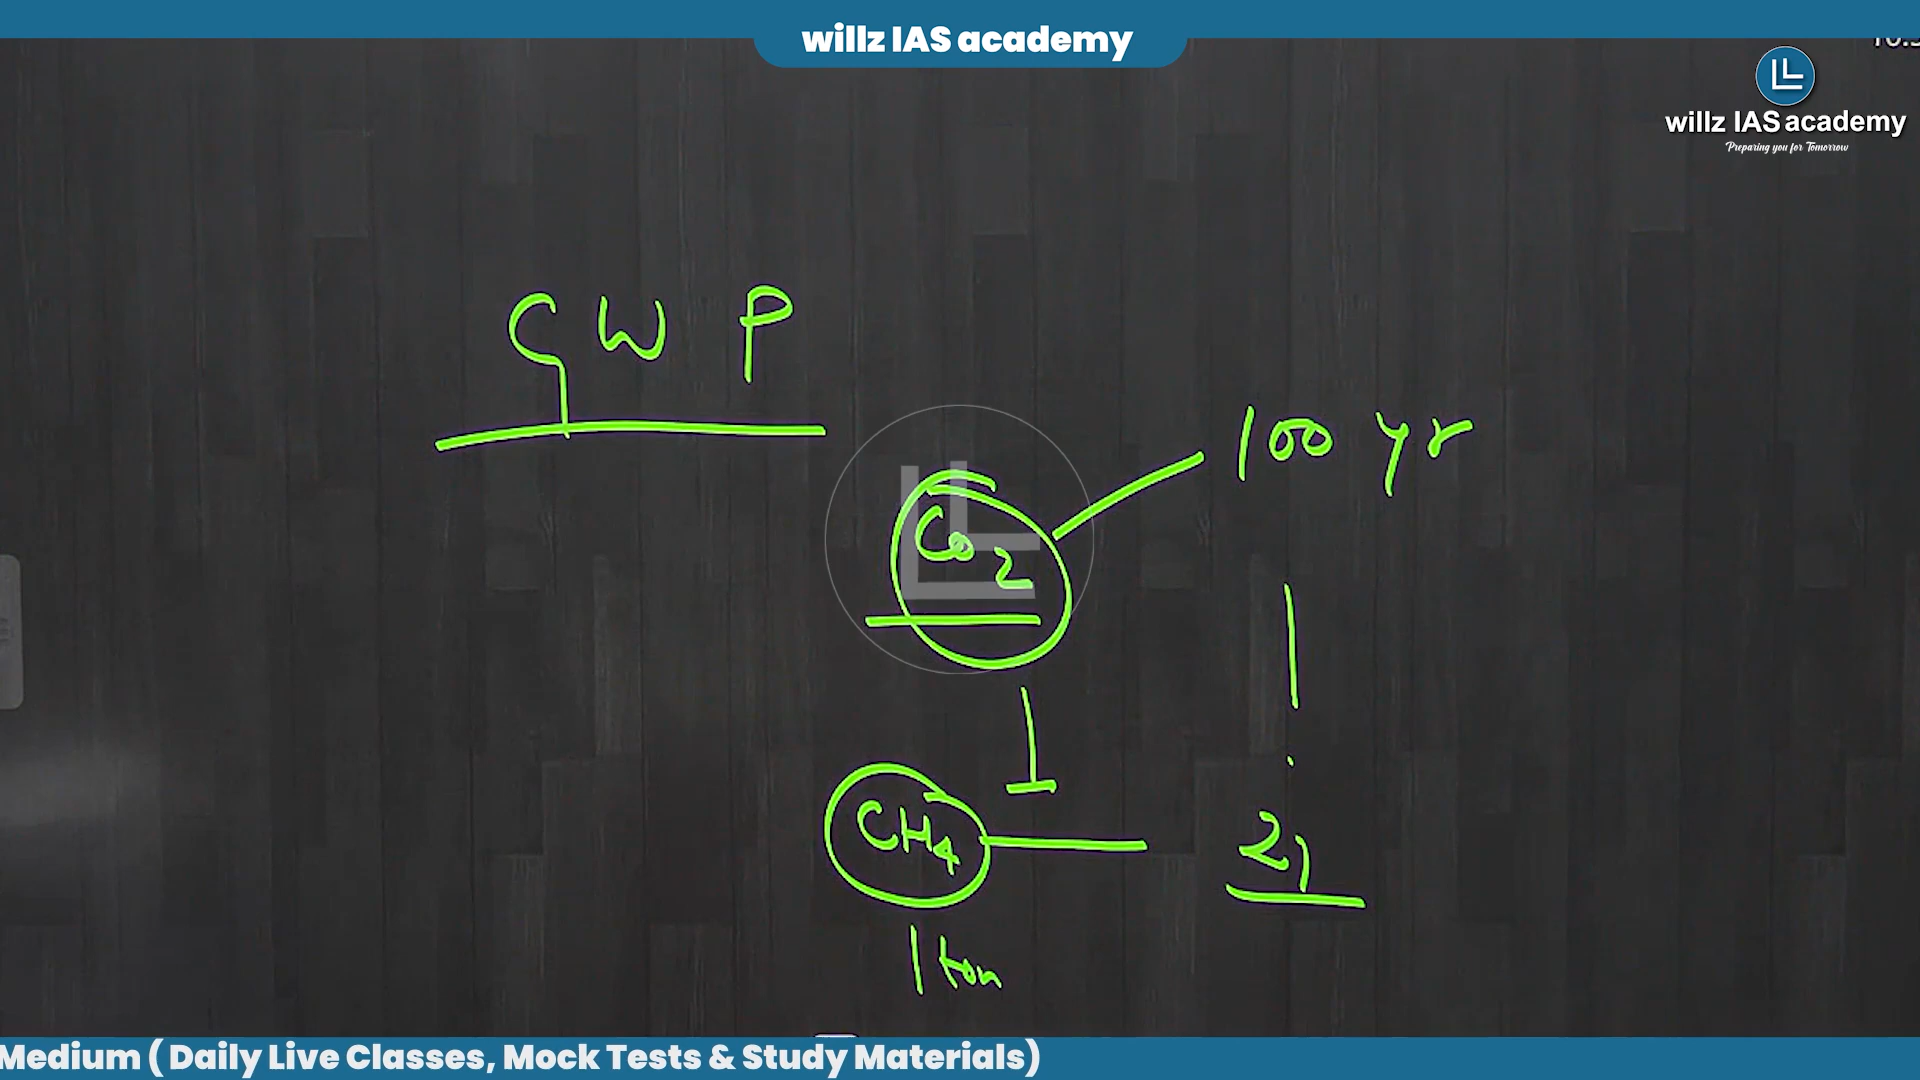 willz IAS academy
willz IAS academy
Preparing you for Tomorrow
GWP
CO2
100 yr
1
CH4
21
1 ton
Medium ( Daily Live Classes, Mock Tests & Study Materials)